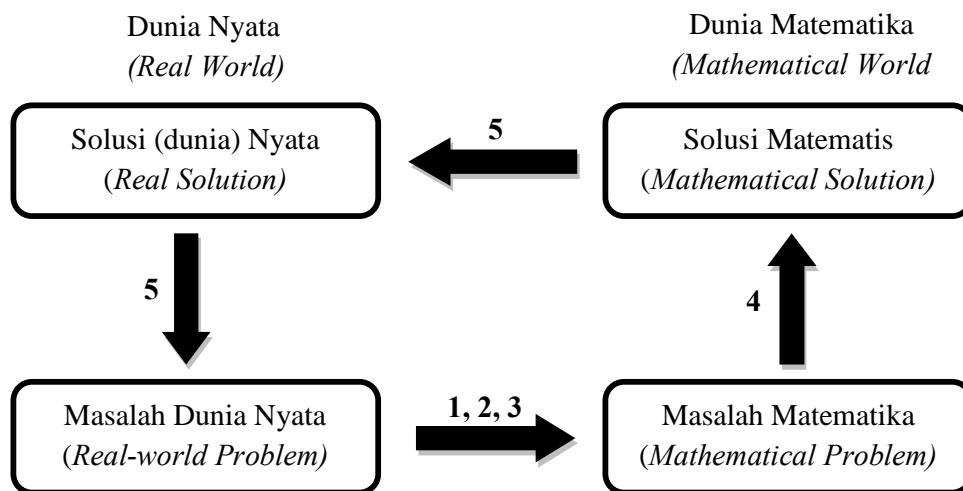 Dunia Nyata
(Real World)
Dunia Matematika
(Mathematical World
Solusi (dunia) Nyata
(Real Solution)
5
Solusi Matematis
(Mathematical Solution)
5
4
Masalah Dunia Nyata
(Real-world Problem)
1, 2, 3
Masalah Matematika
(Mathematical Problem)